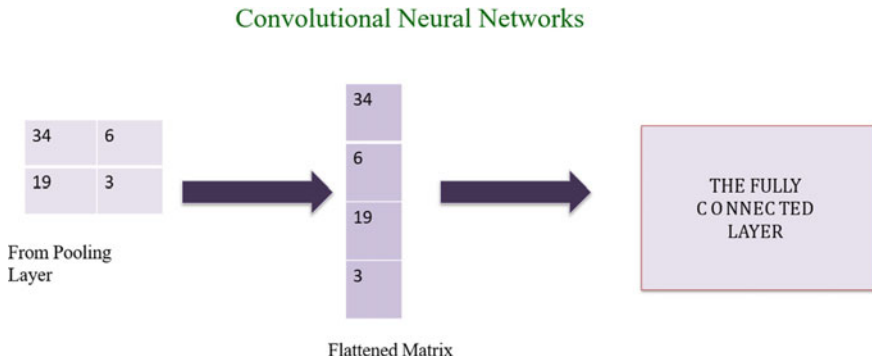 Convolutional Neural Networks
34 6
19 3
From Pooling
Layer
34
6
19
3
Flattened Matrix
THE FULLY
CONNECTED
LAYER